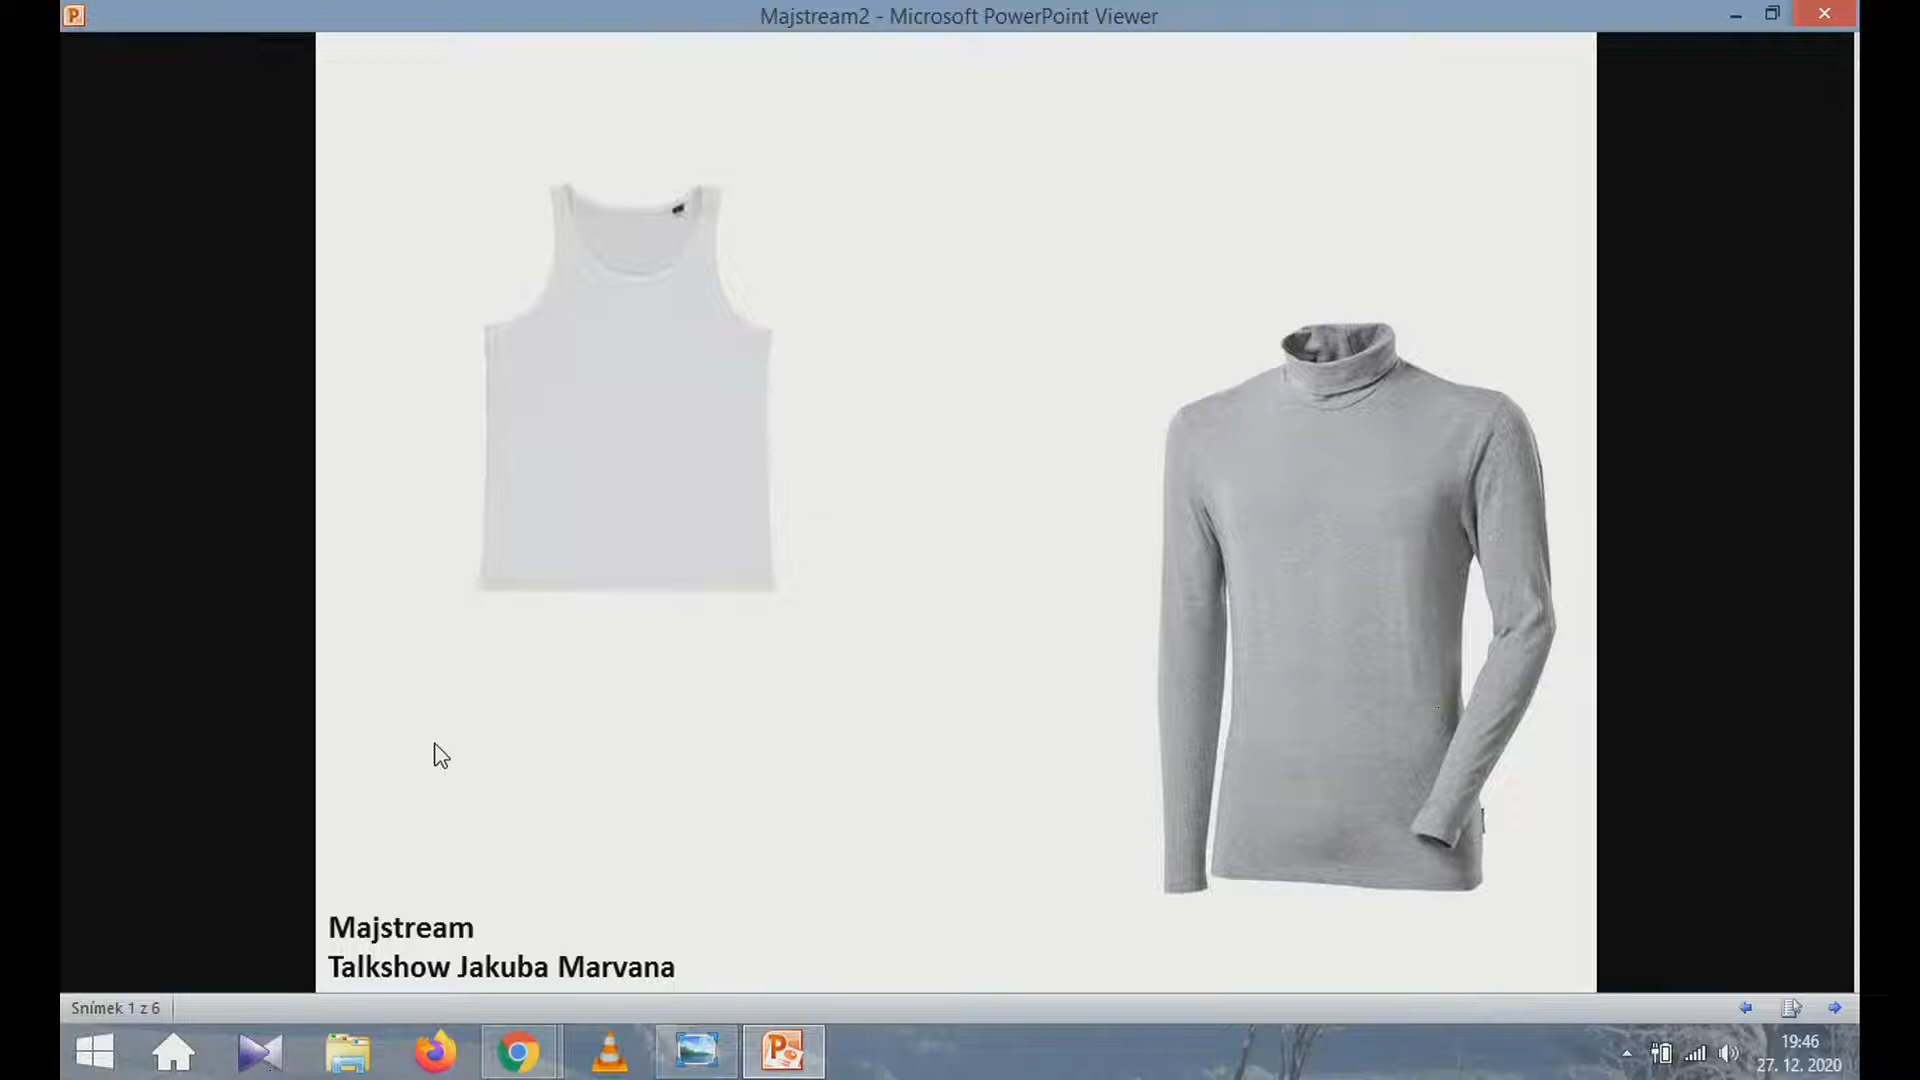 Majstream2 - Microsoft PowerPoint Viewer
Majstream
Talkshow Jakuba Marvana
Snímek 1 z 6
19:46
27. 12. 2020